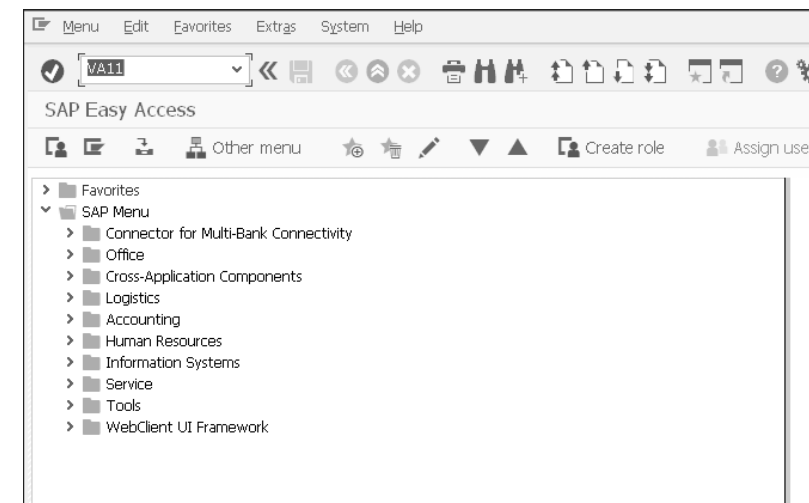 Menu Edit Favorites Extras System Help
VA11
SAP Easy Access
Other menu Create role Assign use
Favorites
SAP Menu
Connector for Multi-Bank Connectivity
Office
Cross-Application Components
Logistics
Accounting
Human Resources
Information Systems
Service
Tools
WebClient UI Framework